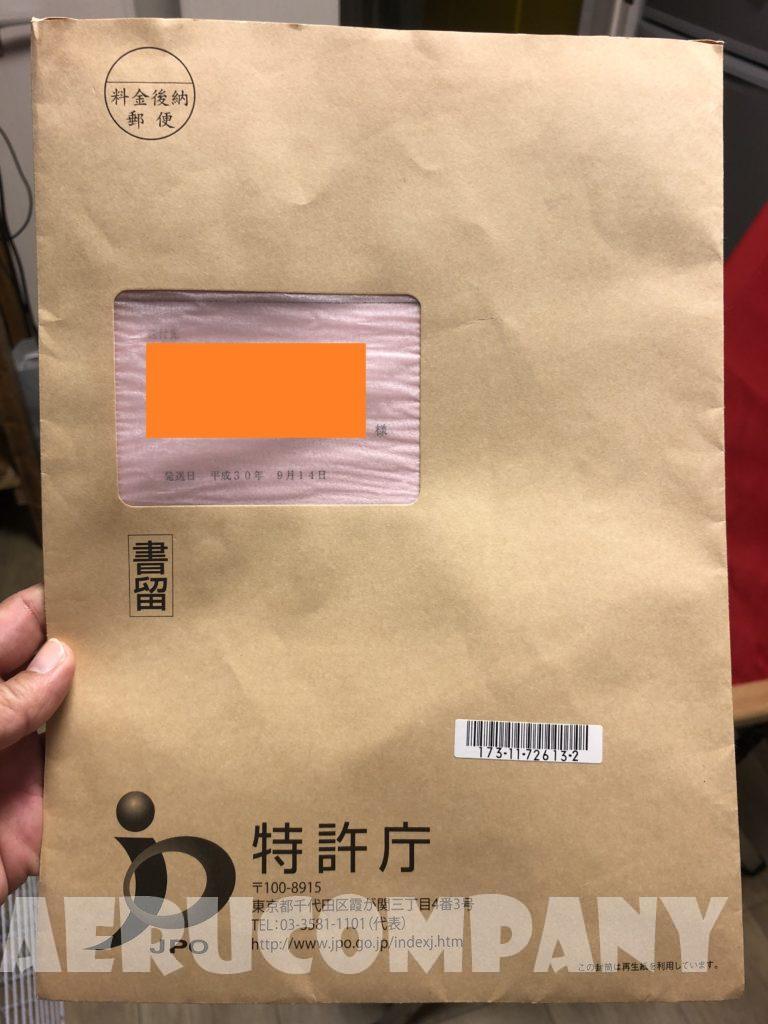 料金後納
郵便
送付先
様
発送日 平成30年 9月14日
書留
173-11-72613-2
特許庁
〒100-8915
東京都千代田区霞が関三丁目4番3号
TEL:03-3581-1101(代表)
http://www.jpo.go.jp/indexj.htm
JPO
この封筒は再生紙を利用しています。
AERUCOMPANY